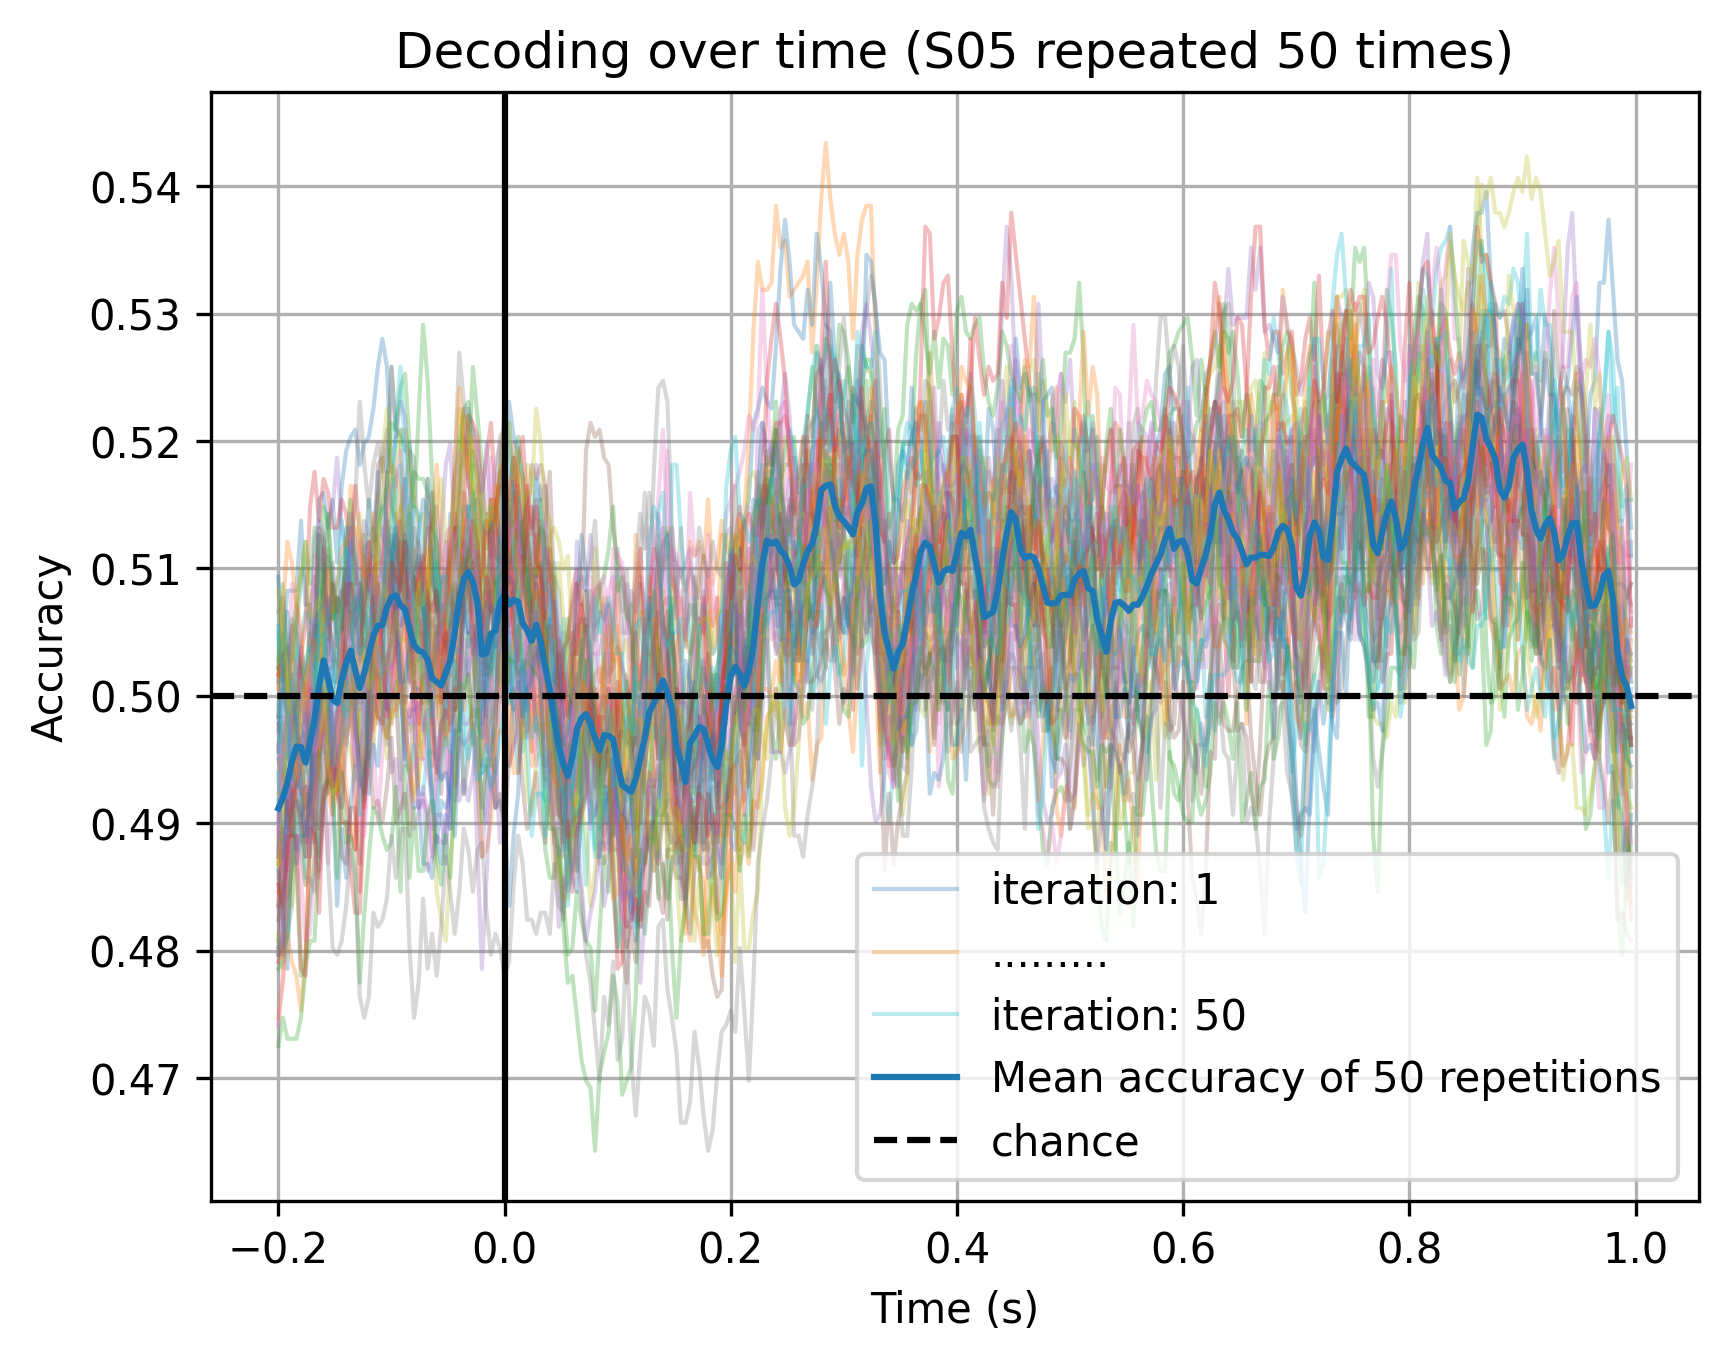 Decoding over time (S05 repeated 50 times)
Accuracy
0.54
0.53
0.52
0.51
0.50
0.49
0.48
0.47
iteration: 1
.........
iteration: 50
Mean accuracy of 50 repetitions
chance
−0.2 0.0 0.2 0.4 0.6 0.8 1.0
Time (s)